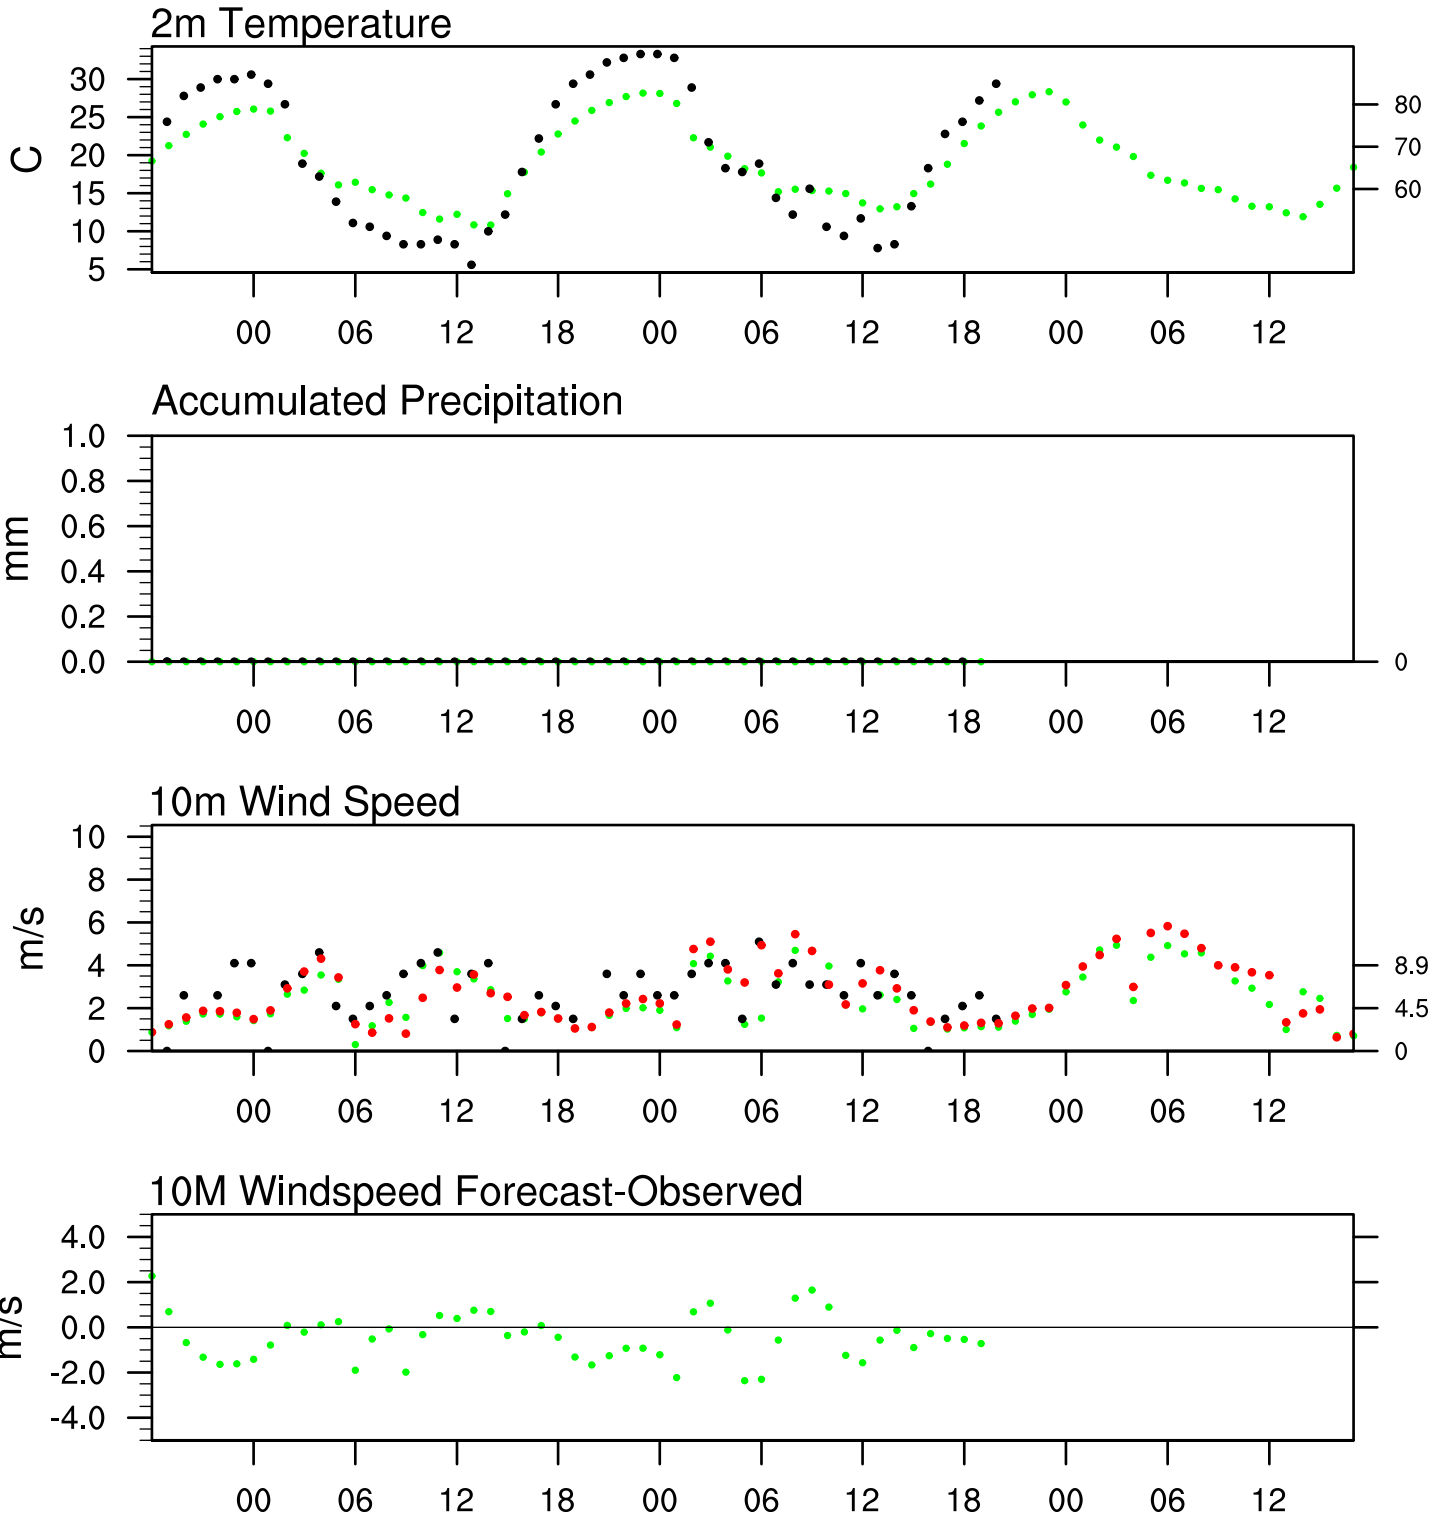 2m Temperature
30
25
20
15
10
5
C
80
70
60
00 06 12 18 00 06 12 18 00 06 12
Accumulated Precipitation
1.0
0.8
0.6
0.4
0.2
0.0
mm
0
00 06 12 18 00 06 12 18 00 06 12
10m Wind Speed
10
8
6
4
2
0
m/s
8.9
4.5
0
00 06 12 18 00 06 12 18 00 06 12
10M Windspeed Forecast-Observed
4.0
2.0
0.0
-2.0
-4.0
m/s
00 06 12 18 00 06 12 18 00 06 12